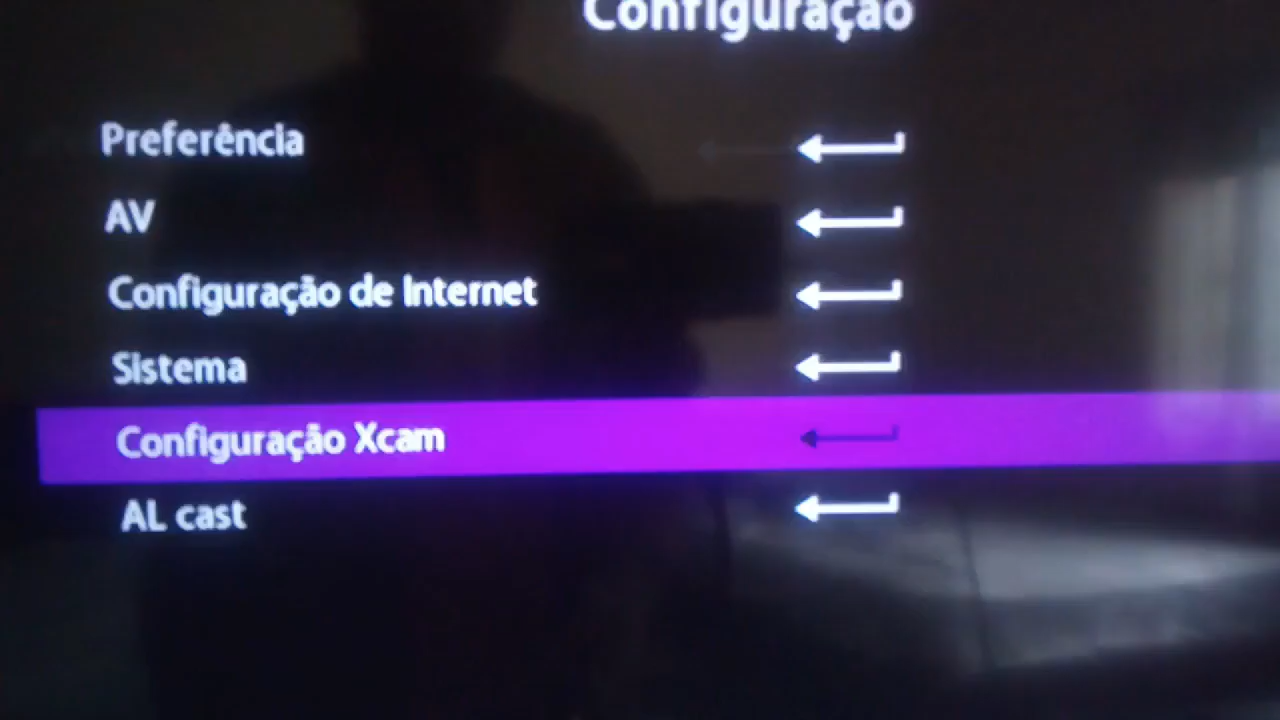 Configuração
Preferência
AV
Configuração de Internet
Sistema
Configuração Xcam
AL cast